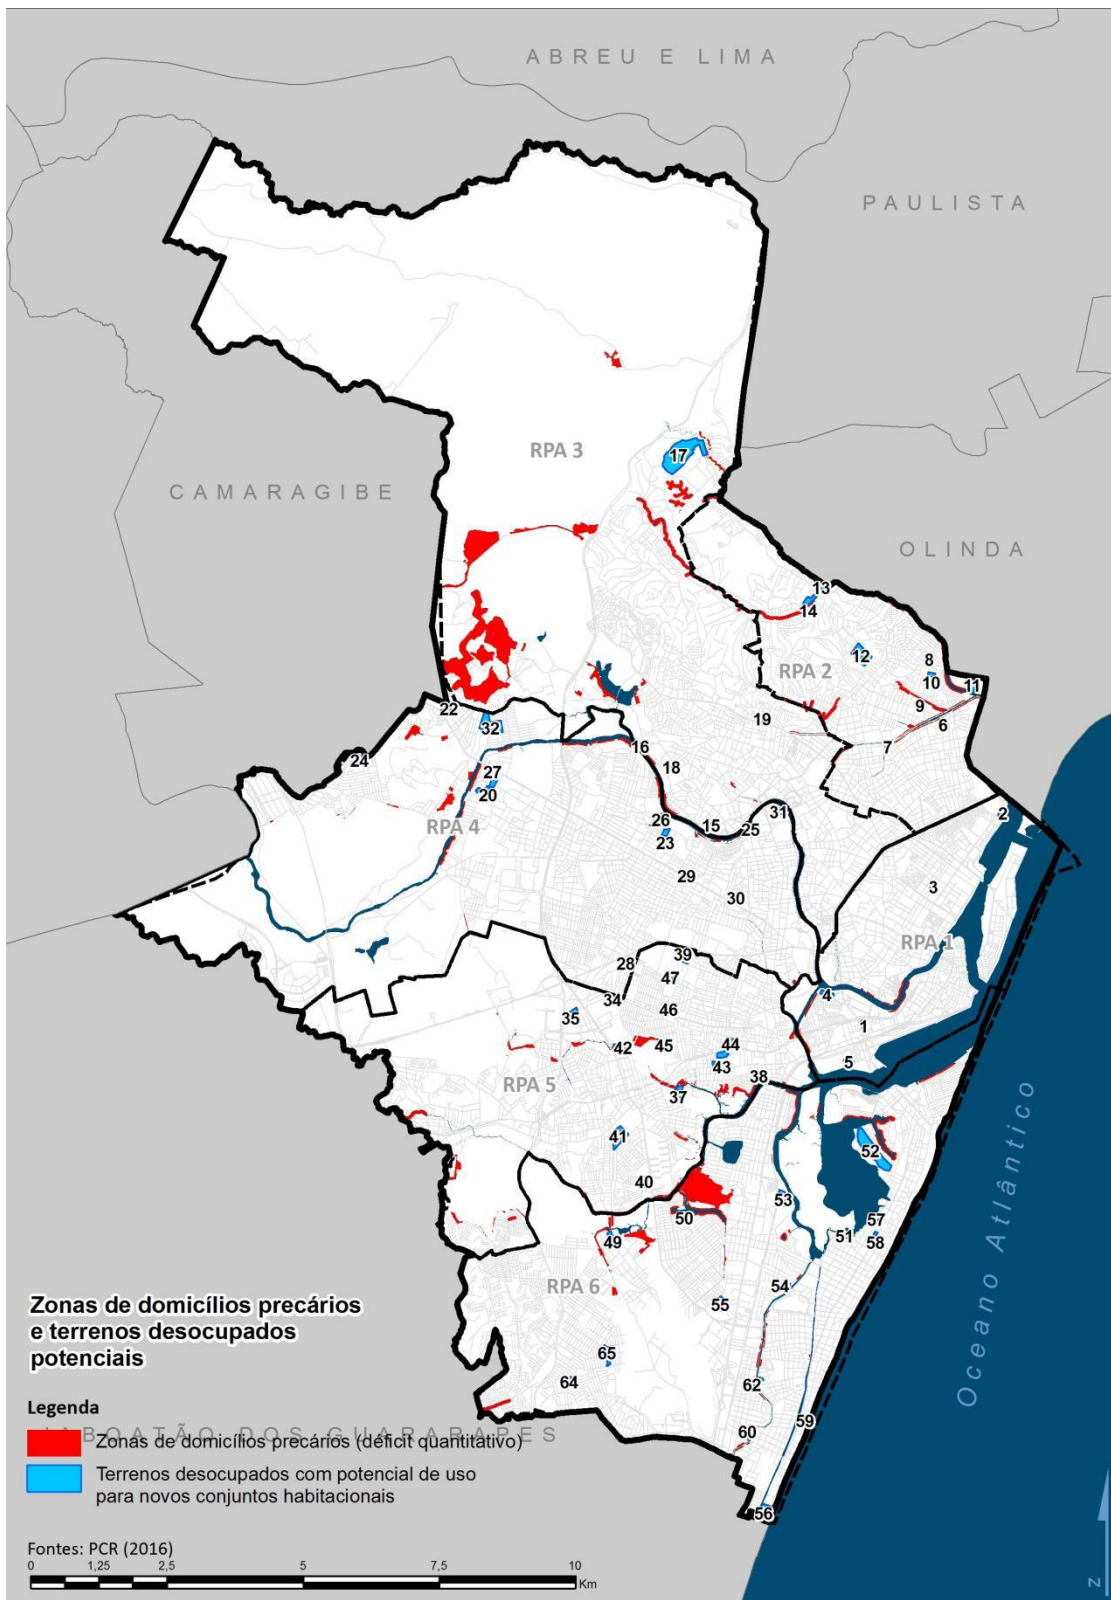 ABREU E LIMA
PAULISTA
RPA 3
17
CAMARAGIBE
OLINDA
13
14
12
8
RPA 2
10
11
9
6
22
32
19
7
16
24
18
27
20
31
2
26
15
25
RPA 4
23
29
3
30
RPA 1
39
28
47
4
34
46
35
1
44
42
45
43
5
38
RPA 5
37
41
52
40
53
57
50
51
58
49
RPA 6
54
55
65
64
62
59
60
56
Oceano Atlântico
Zonas de domicílios precários
e terrenos desocupados
potenciais
Legenda
JABOATÃO DOS GUARARAPES
Zonas de domicílios precários (déficit quantitativo)
Terrenos desocupados com potencial de uso
para novos conjuntos habitacionais
Fontes: PCR (2016)
0 1,25 2,5 5 7,5 10
Km
N